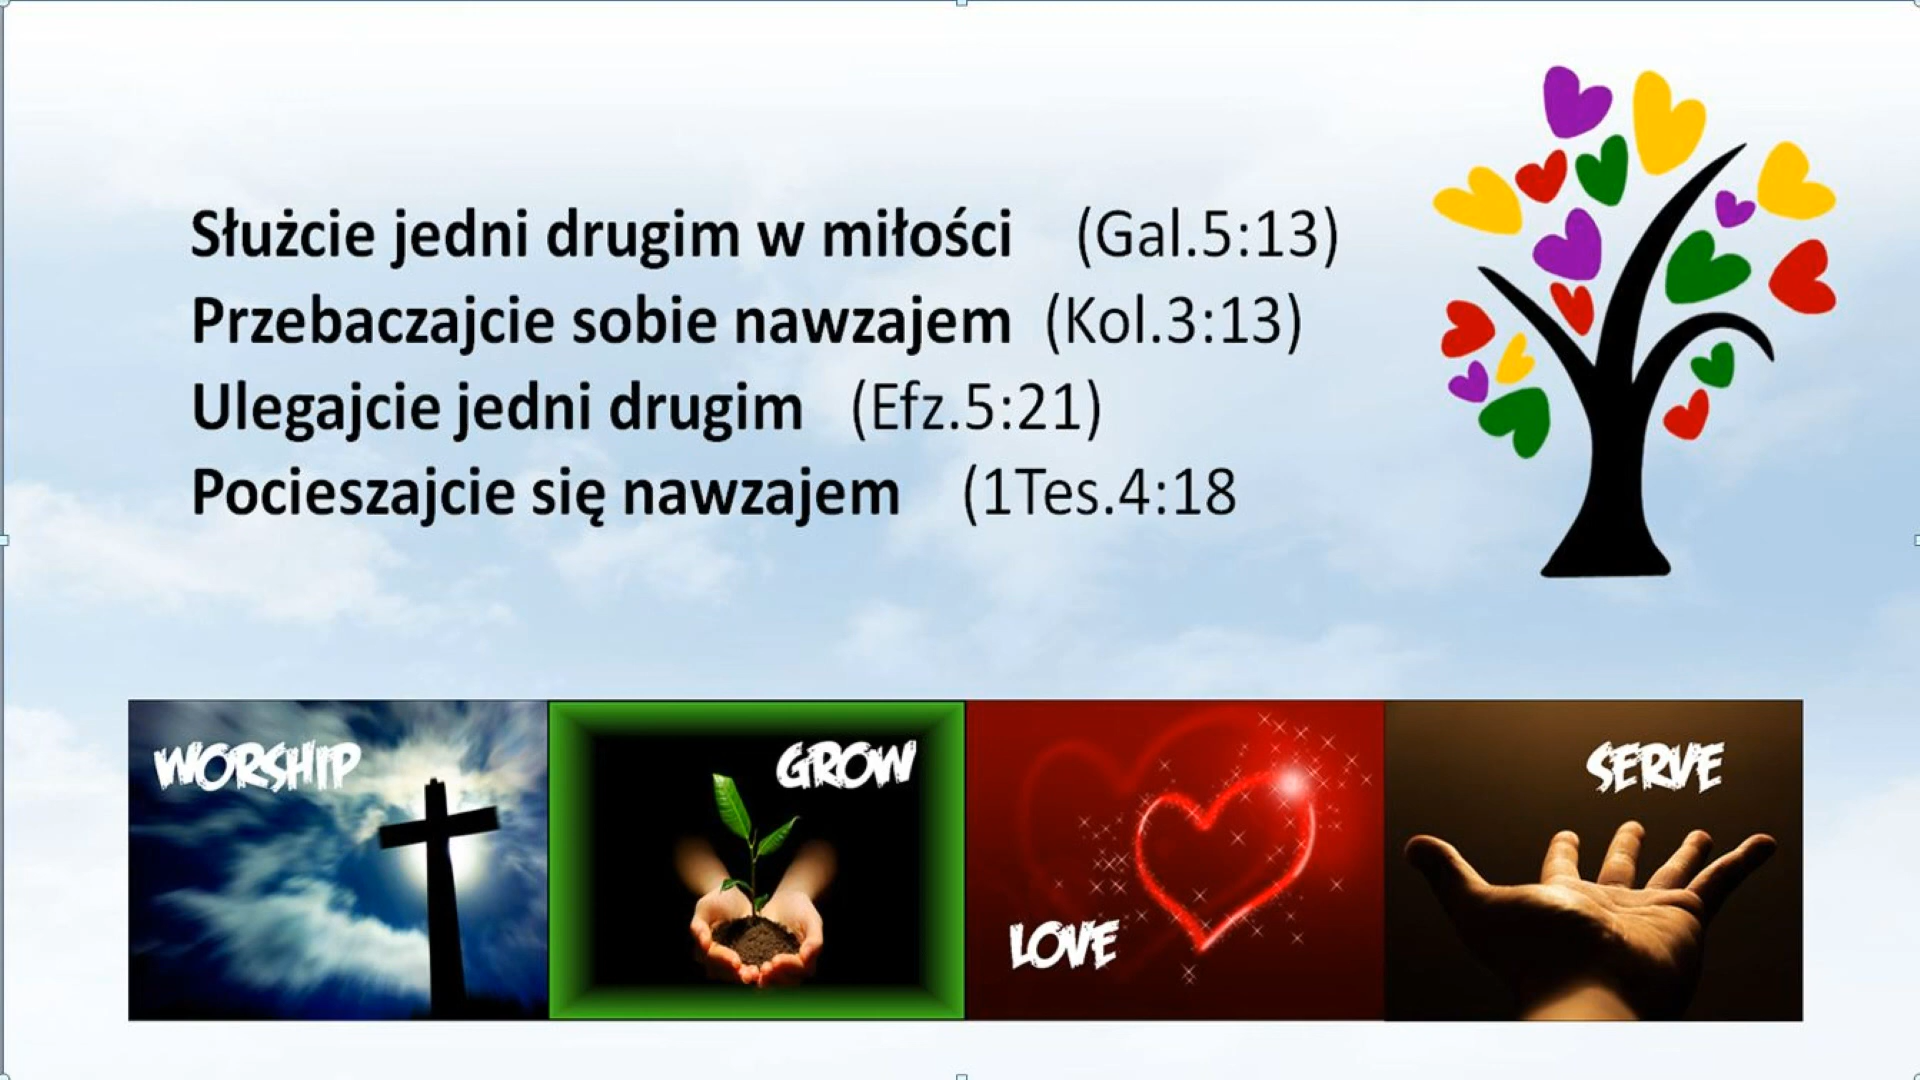 Służcie jedni drugim w miłości (Gal.5:13)
Przebaczajcie sobie nawzajem (Kol.3:13)
Ulegajcie jedni drugim (Efz.5:21)
Pocieszajcie się nawzajem (1Tes.4:18
WORSHIP
GROW
LOVE
SERVE